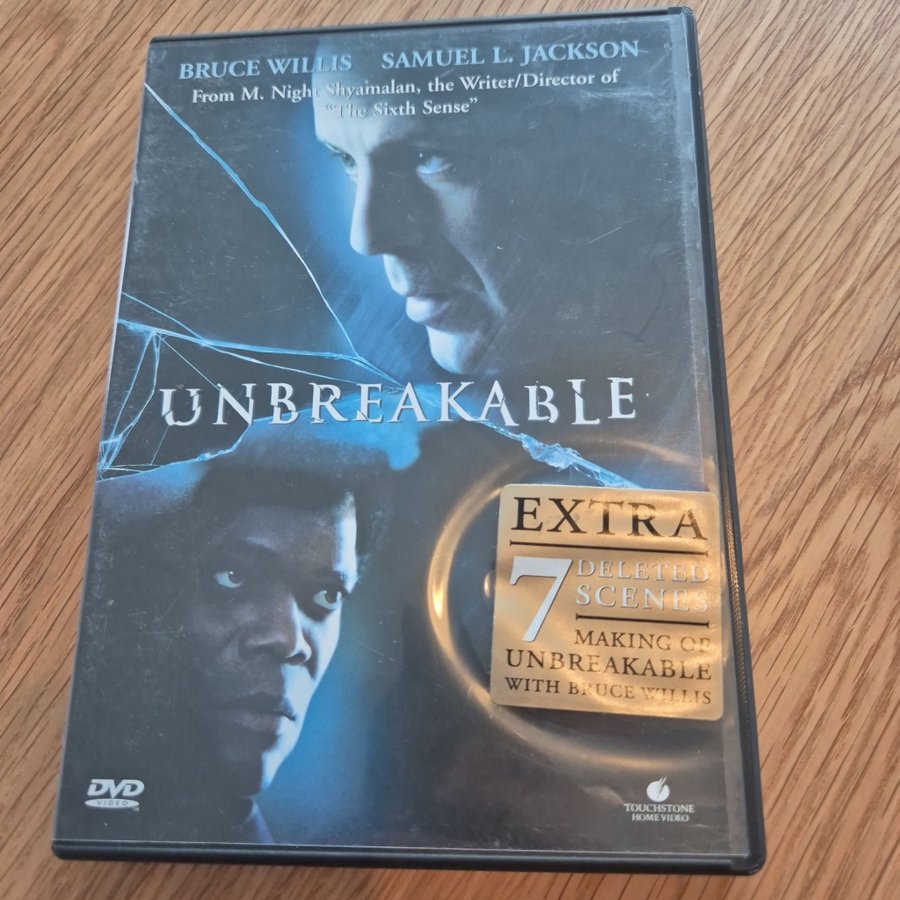 BRUCE WILLIS SAMUEL L. JACKSON
From M. Night Shyamalan, the Writer/Director of
"The Sixth Sense"
UNBREAKABLE
EXTRA
7 DELETED
SCENES
MAKING OF
UNBREAKABLE
WITH BRUCE WILLIS
DVD
VIDEO
TOUCHSTONE
HOME VIDEO